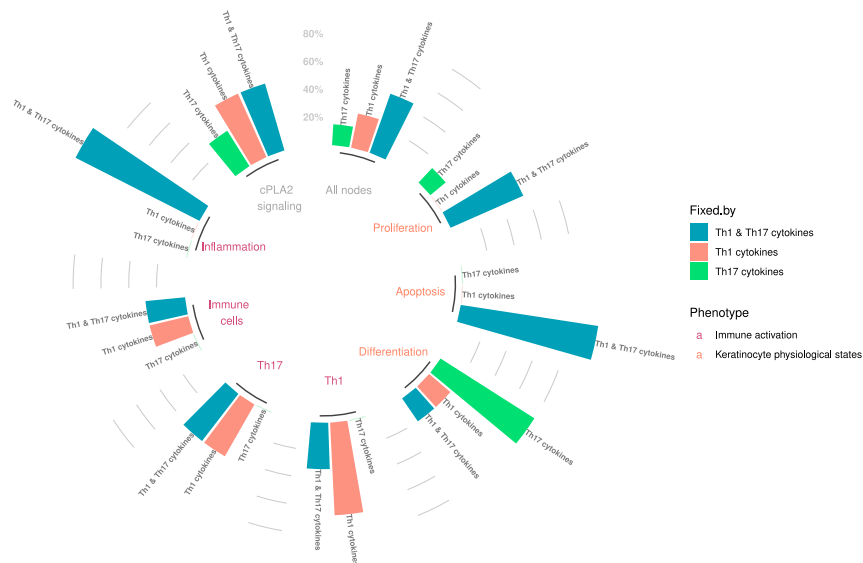 80%
60%
40%
20%
Th17 cytokines
Th1 cytokines
Th1 & Th17 cytokines
All nodes
Th17 cytokines
Th1 cytokines
Th1 & Th17 cytokines
Proliferation
Th17 cytokines
Th1 cytokines
Th1 & Th17 cytokines
Apoptosis
Th17 cytokines
Th1 cytokines
Th1 & Th17 cytokines
Differentiation
Th17 cytokines
Th1 cytokines
Th1 & Th17 cytokines
Th1
Th17 cytokines
Th1 cytokines
Th1 & Th17 cytokines
Th17
Th17 cytokines
Th1 cytokines
Th1 & Th17 cytokines
Immune
cells
Th17 cytokines
Th1 cytokines
Th1 & Th17 cytokines
Inflammation
Th17 cytokines
Th1 cytokines
Th1 & Th17 cytokines
cPLA2
signaling
Fixed.by
Th1 & Th17 cytokines
Th1 cytokines
Th17 cytokines
Phenotype
a Immune activation
a Keratinocyte physiological states